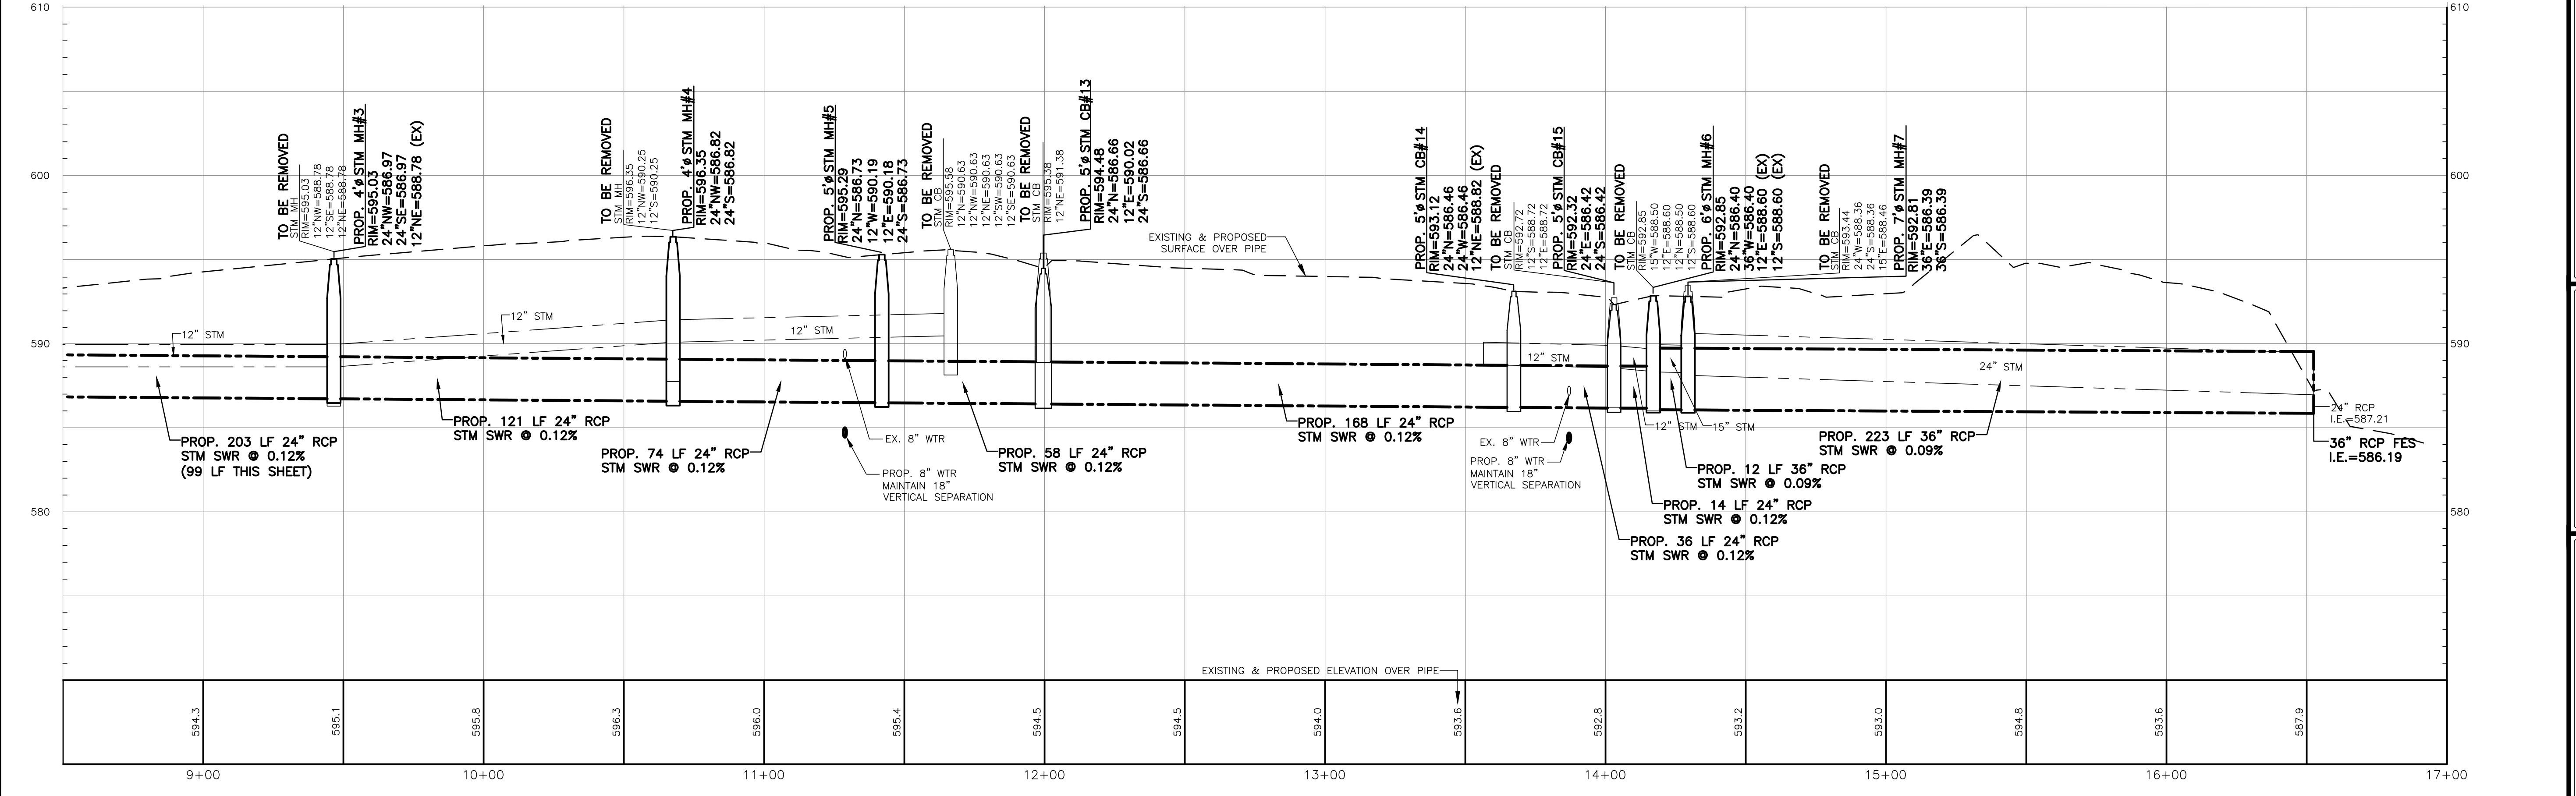 610
600
590
580
TO BE REMOVED
STM MH
RIM=595.03
12"NW=588.78
12"SE=588.78
12"NE=588.78
PROP. 4'ø STM MH#3
RIM=595.03
24"NW=586.97
24"SE=586.97
12"NE=588.78 (EX)
TO BE REMOVED
STM MH
RIM=596.35
12"NW=590.25
12"S=590.25
PROP. 4'ø STM MH#4
RIM=596.35
24"NW=586.82
24"S=586.82
PROP. 5'ø STM MH#5
RIM=595.29
24"N=586.73
12"W=590.19
12"E=590.18
24"S=586.73
TO BE REMOVED
STM CB
RIM=595.58
12"N=590.63
12"NW=590.63
12"NE=590.63
12"SW=590.63
12"SE=590.63
TO BE REMOVED
STM CB
RIM=595.38
12"NE=591.38
PROP. 5'ø STM CB#13
RIM=594.48
24"N=586.66
12"E=590.02
24"S=586.66
EXISTING & PROPOSED
SURFACE OVER PIPE
PROP. 5'ø STM CB#14
RIM=593.12
24"N=586.46
24"W=586.46
12"NE=588.82 (EX)
TO BE REMOVED
STM CB
RIM=592.72
12"S=588.72
12"E=588.72
PROP. 5'ø STM CB#15
RIM=592.32
24"E=586.42
24"S=586.42
TO BE REMOVED
STM CB
RIM=592.85
15"W=588.50
12"E=588.60
12"N=588.50
12"S=588.60
PROP. 6'ø STM MH#6
RIM=592.85
24"N=586.40
36"W=586.40
12"E=588.60 (EX)
12"S=588.60 (EX)
TO BE REMOVED
STM CB
RIM=593.44
24"W=588.36
24"S=588.36
15"E=588.46
PROP. 7'ø STM MH#7
RIM=592.81
36"E=586.39
36"S=586.39
610
600
590
580
12" STM
12" STM
12" STM
12" STM
24" STM
12" STM
15" STM
PROP. 203 LF 24" RCP
STM SWR @ 0.12%
(99 LF THIS SHEET)
PROP. 121 LF 24" RCP
STM SWR @ 0.12%
PROP. 74 LF 24" RCP
STM SWR @ 0.12%
EX. 8" WTR
PROP. 8" WTR
MAINTAIN 18"
VERTICAL SEPARATION
PROP. 58 LF 24" RCP
STM SWR @ 0.12%
PROP. 168 LF 24" RCP
STM SWR @ 0.12%
EX. 8" WTR
PROP. 8" WTR
MAINTAIN 18"
VERTICAL SEPARATION
PROP. 223 LF 36" RCP
STM SWR @ 0.09%
PROP. 12 LF 36" RCP
STM SWR @ 0.09%
PROP. 14 LF 24" RCP
STM SWR @ 0.12%
PROP. 36 LF 24" RCP
STM SWR @ 0.12%
24" RCP
I.E.=587.21
36" RCP FES
I.E.=586.19
EXISTING & PROPOSED ELEVATION OVER PIPE
594.3
595.1
595.8
596.3
596.0
595.4
594.5
594.5
594.0
593.6
592.8
593.2
593.0
594.8
593.6
587.9
9+00
10+00
11+00
12+00
13+00
14+00
15+00
16+00
17+00